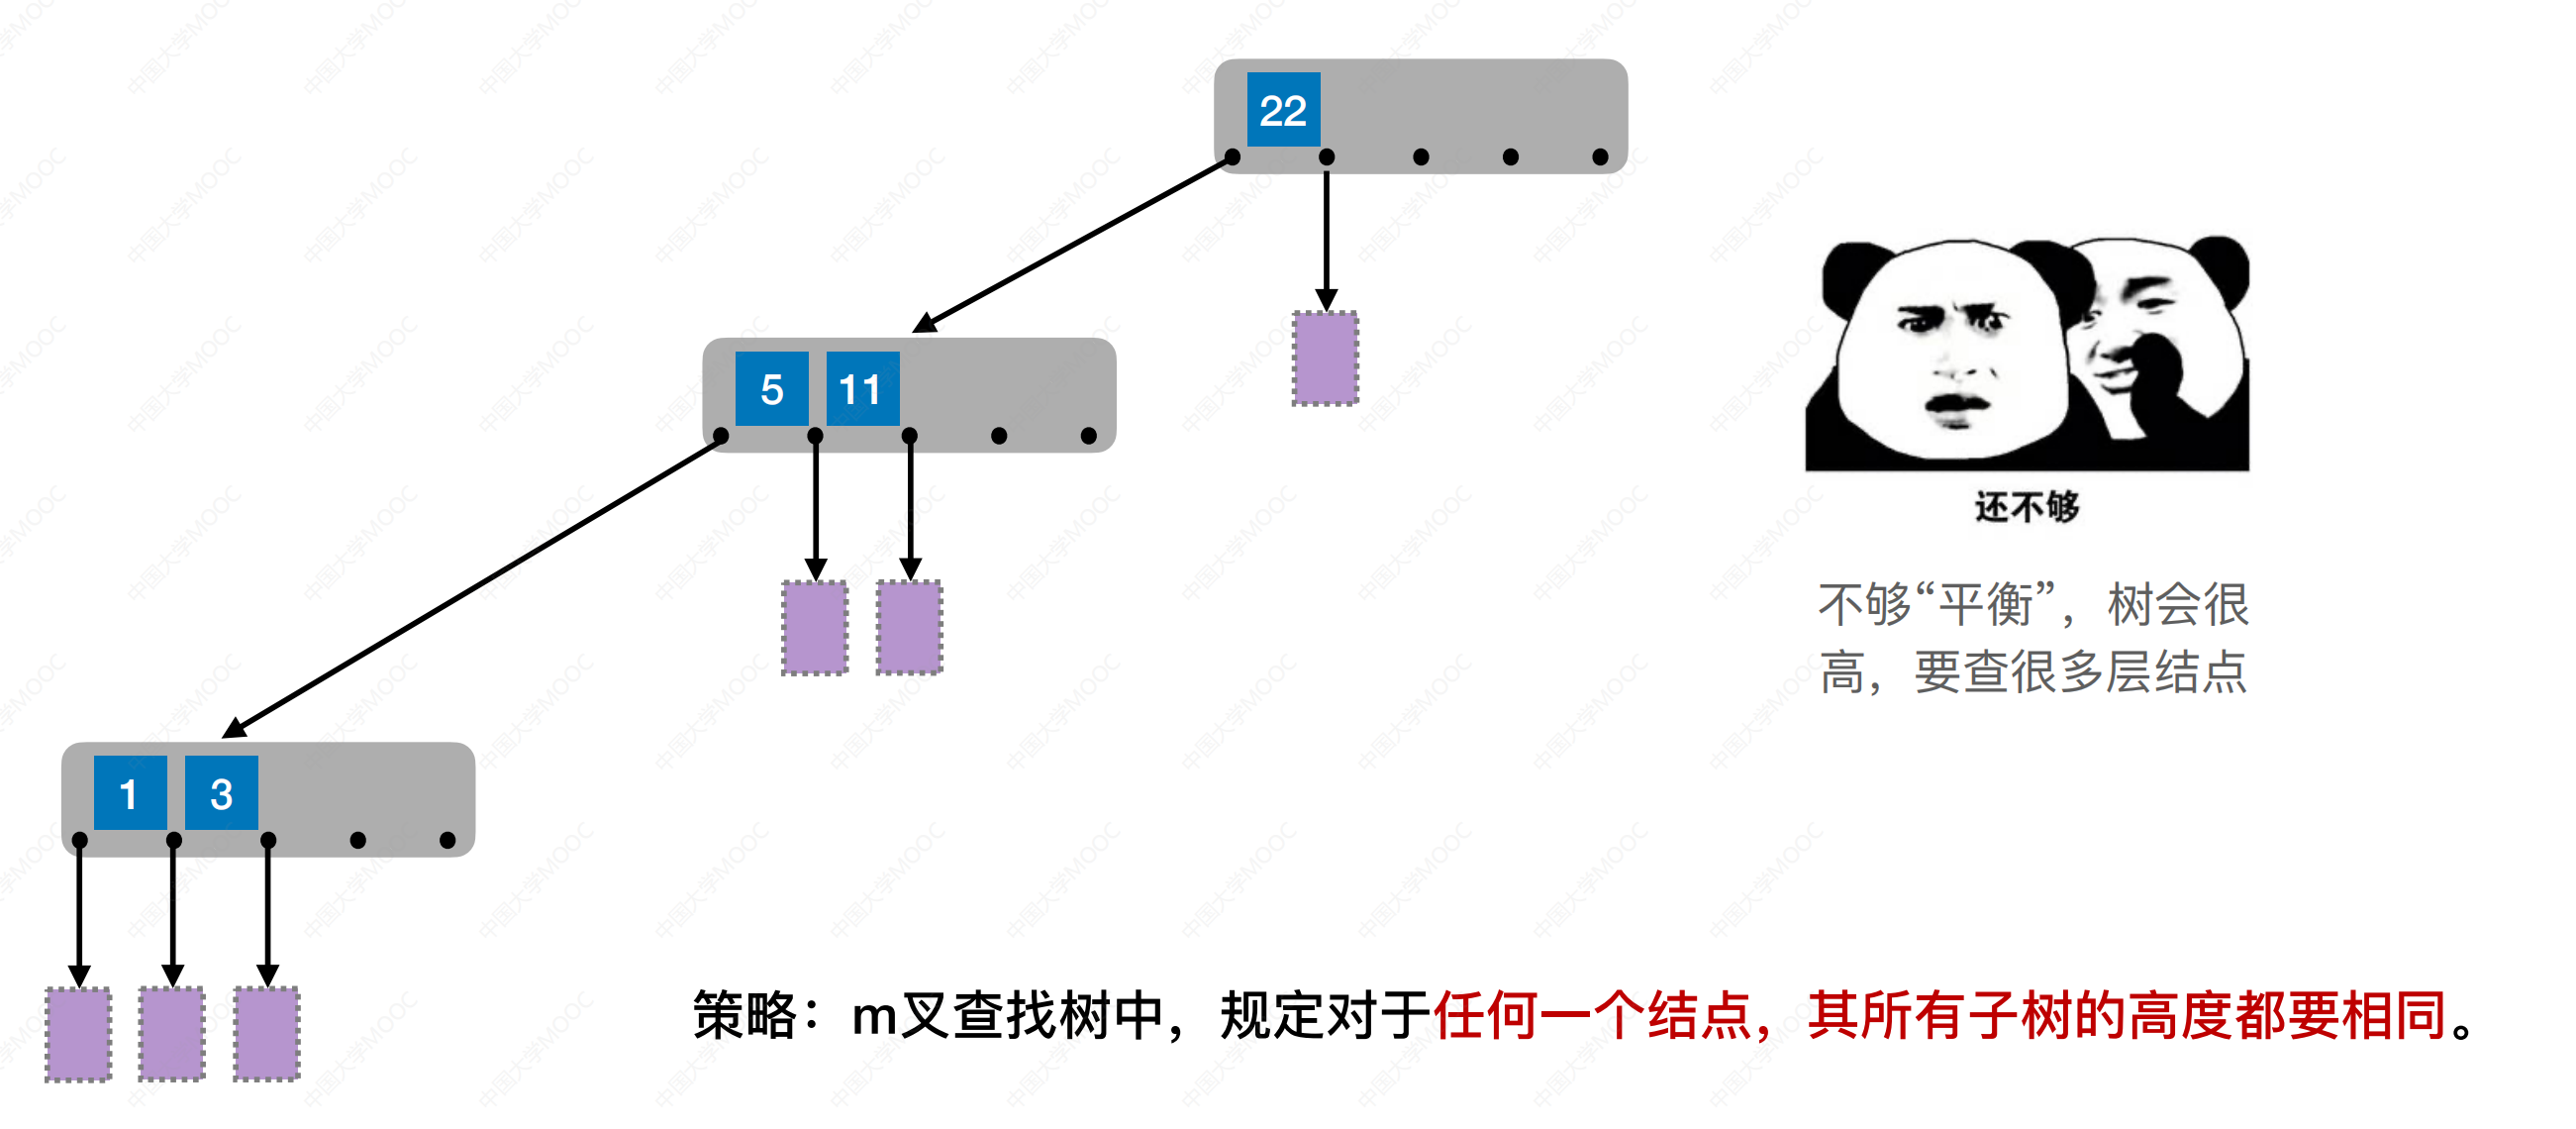 22
5 11
1 3
还不够
不够“平衡”，树会很
高，要查很多层结点
策略：m叉查找树中，规定对于任何一个结点，其所有子树的高度都要相同。
中国大学MOOC